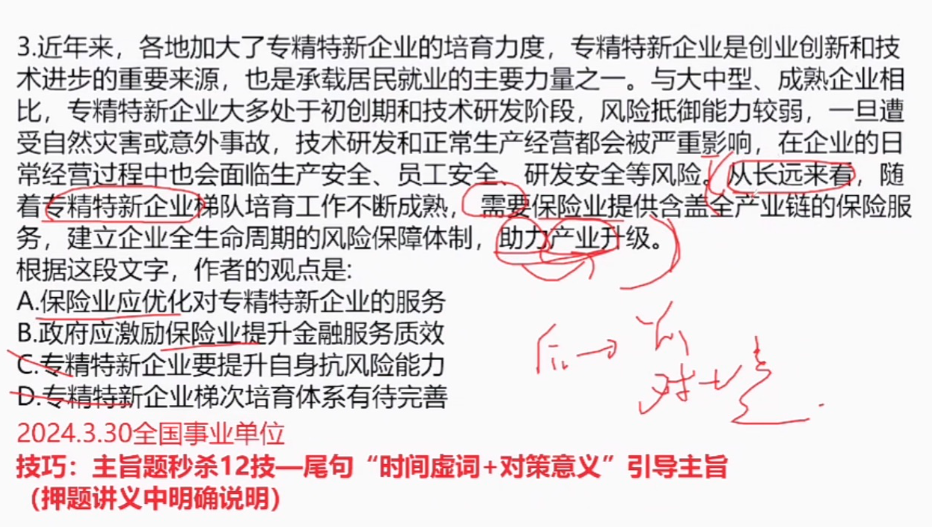 3.近年来，各地加大了专精特新企业的培育力度，专精特新企业是创业创新和技
术进步的重要来源，也是承载居民就业的主要力量之一。与大中型、成熟企业相
比，专精特新企业大多处于初创期和技术研发阶段，风险抵御能力较弱，一旦遭
受自然灾害或意外事故，技术研发和正常生产经营都会被严重影响，在企业的日
常经营过程中也会面临生产安全、员工安全、研发安全等风险。从长远来看，随
着专精特新企业梯队培育工作不断成熟，需要保险业提供含盖全产业链的保险服
务，建立企业全生命周期的风险保障体制，助力产业升级。
根据这段文字，作者的观点是:
A.保险业应优化对专精特新企业的服务
B.政府应激励保险业提升金融服务质效
C.专精特新企业要提升自身抗风险能力
D.专精特新企业梯次培育体系有待完善
2024.3.30全国事业单位
技巧：主旨题秒杀12技—尾句“时间虚词+对策意义”引导主旨
（押题讲义中明确说明）